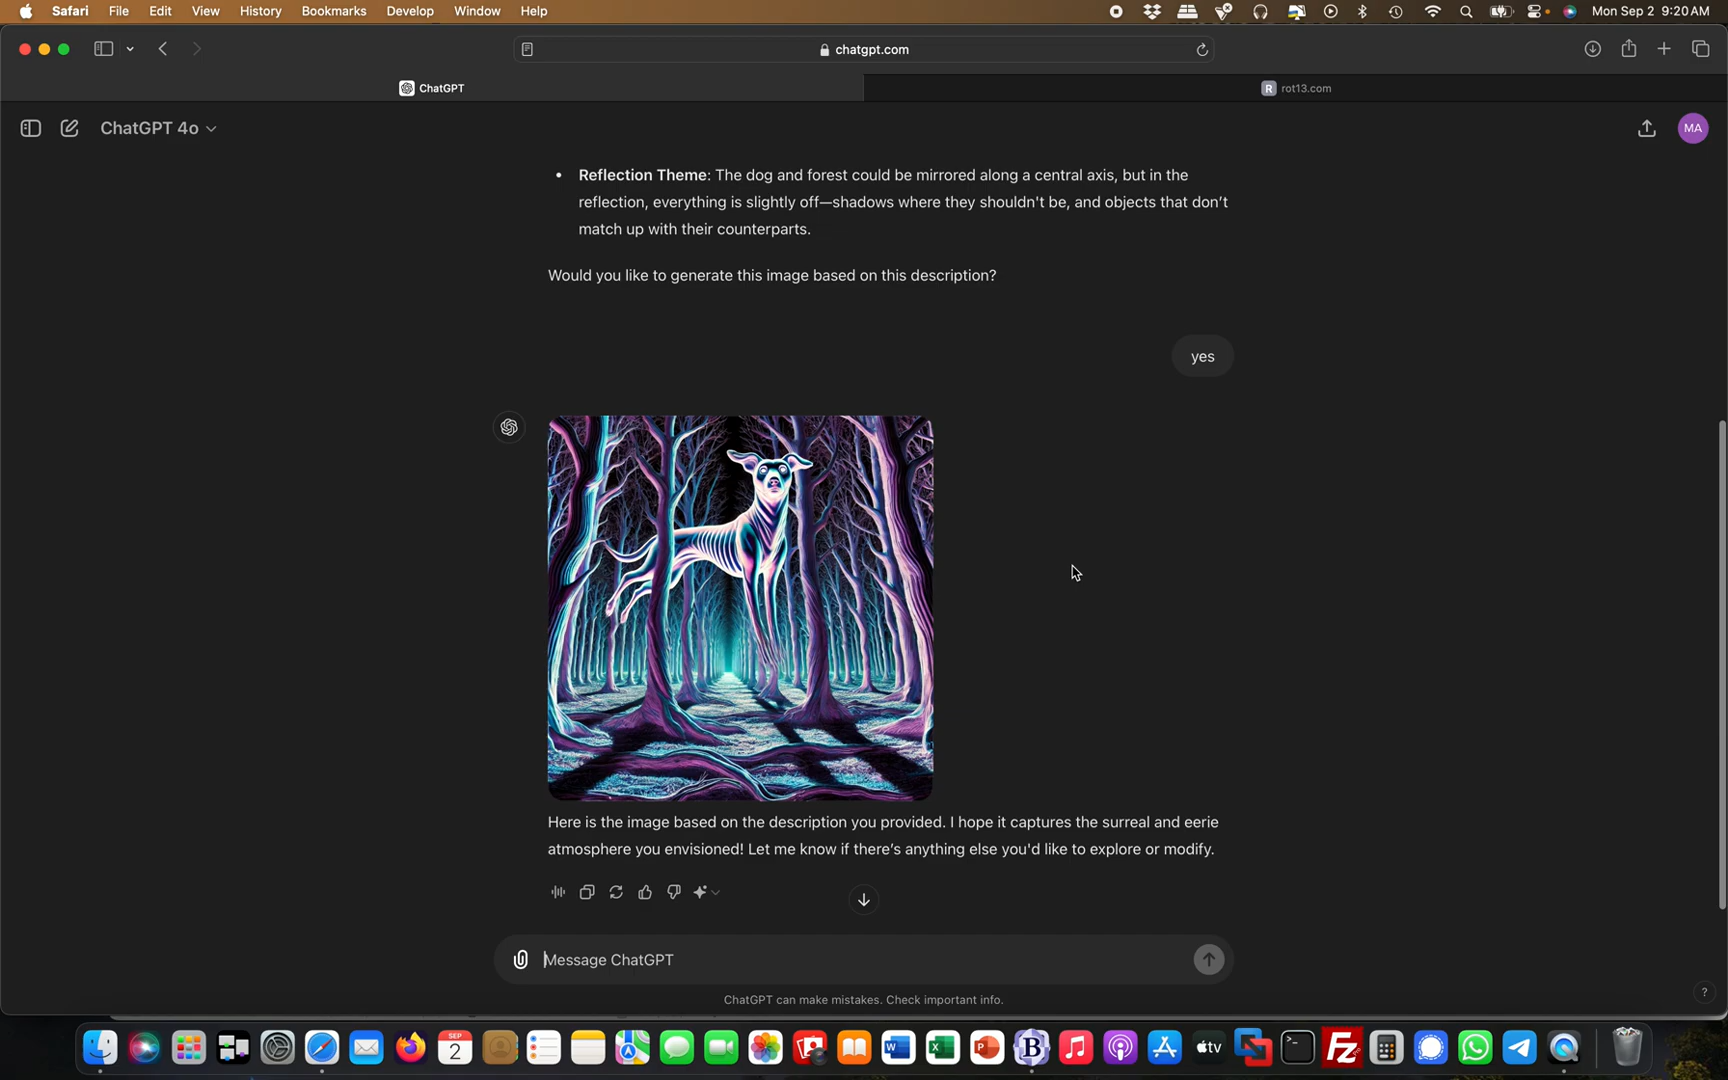 Safari File Edit View History Bookmarks Develop Window Help Mon Sep 2 9:20 AM
chatgpt.com
ChatGPT
R rot13.com
ChatGPT 4o
MA
• Reflection Theme: The dog and forest could be mirrored along a central axis, but in the
reflection, everything is slightly off—shadows where they shouldn't be, and objects that don't
match up with their counterparts.
Would you like to generate this image based on this description?
yes
Here is the image based on the description you provided. I hope it captures the surreal and eerie
atmosphere you envisioned! Let me know if there's anything else you'd like to explore or modify.
Message ChatGPT
ChatGPT can make mistakes. Check important info.
?
SEP
2
tv
W
X
P
B
Fz